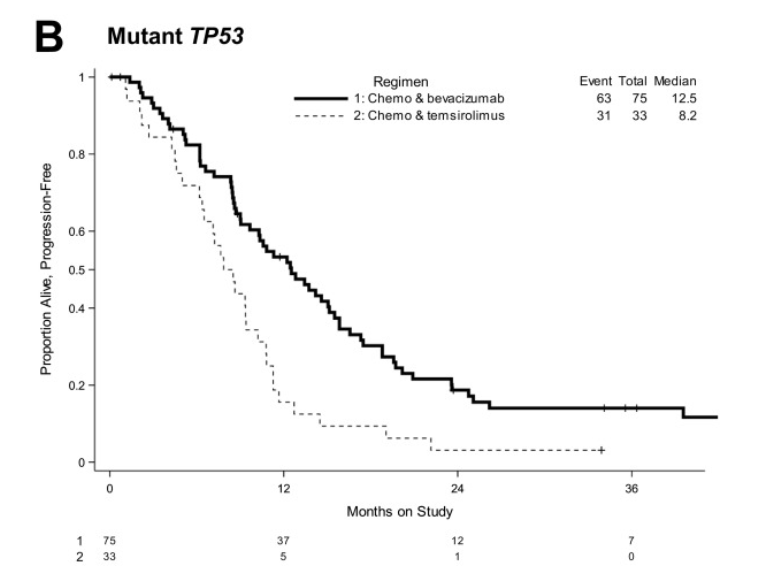 B Mutant TP53
Regimen Event Total Median
1: Chemo & bevacizumab 63 75 12.5
2: Chemo & temsirolimus 31 33 8.2
Proportion Alive, Progression-Free
1
0.8
0.6
0.5
0.4
0.2
0
0 12 24 36
Months on Study
1 75 37 12 7
2 33 5 1 0